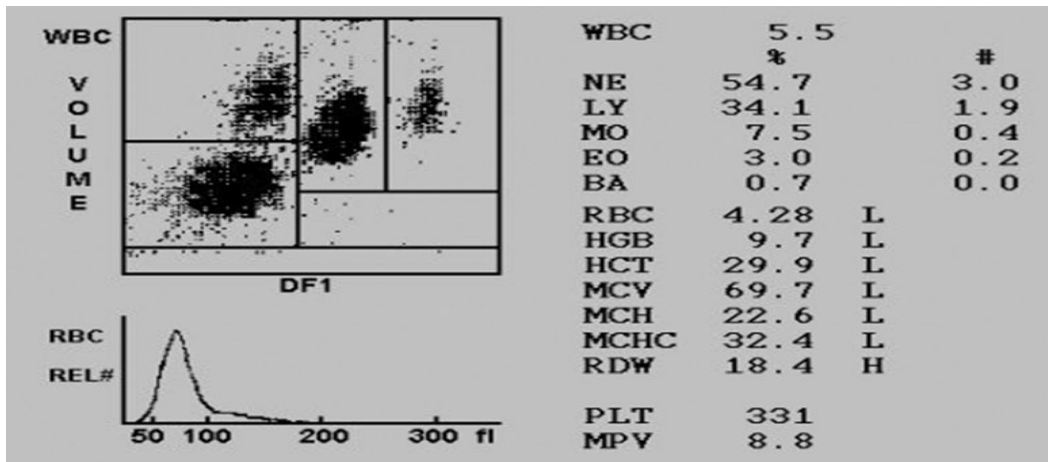 WBC
VOLUME
DF1
RBC
REL#
50 100 200 300 fl
WBC 5.5
% #
NE 54.7 3.0
LY 34.1 1.9
MO 7.5 0.4
EO 3.0 0.2
BA 0.7 0.0
RBC 4.28 L
HGB 9.7 L
HCT 29.9 L
MCV 69.7 L
MCH 22.6 L
MCHC 32.4 L
RDW 18.4 H
PLT 331
MPV 8.8